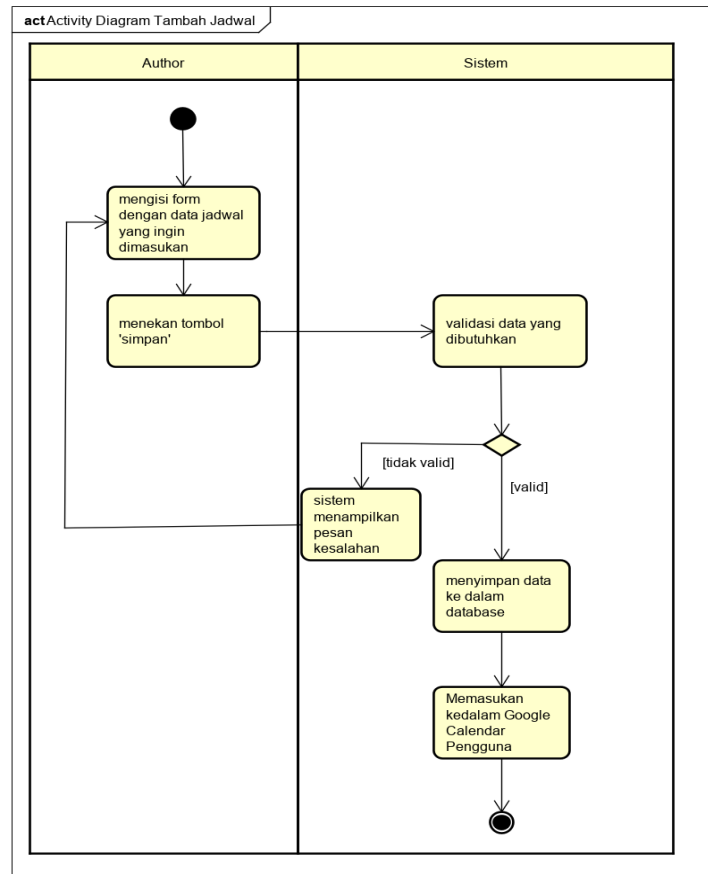 act Activity Diagram Tambah Jadwal
Author
Sistem
mengisi form
dengan data jadwal
yang ingin
dimasukan
menekan tombol
'simpan'
validasi data yang
dibutuhkan
[tidak valid]
[valid]
sistem
menampilkan
pesan
kesalahan
menyimpan data
ke dalam
database
Memasukan
kedalam Google
Calendar
Pengguna